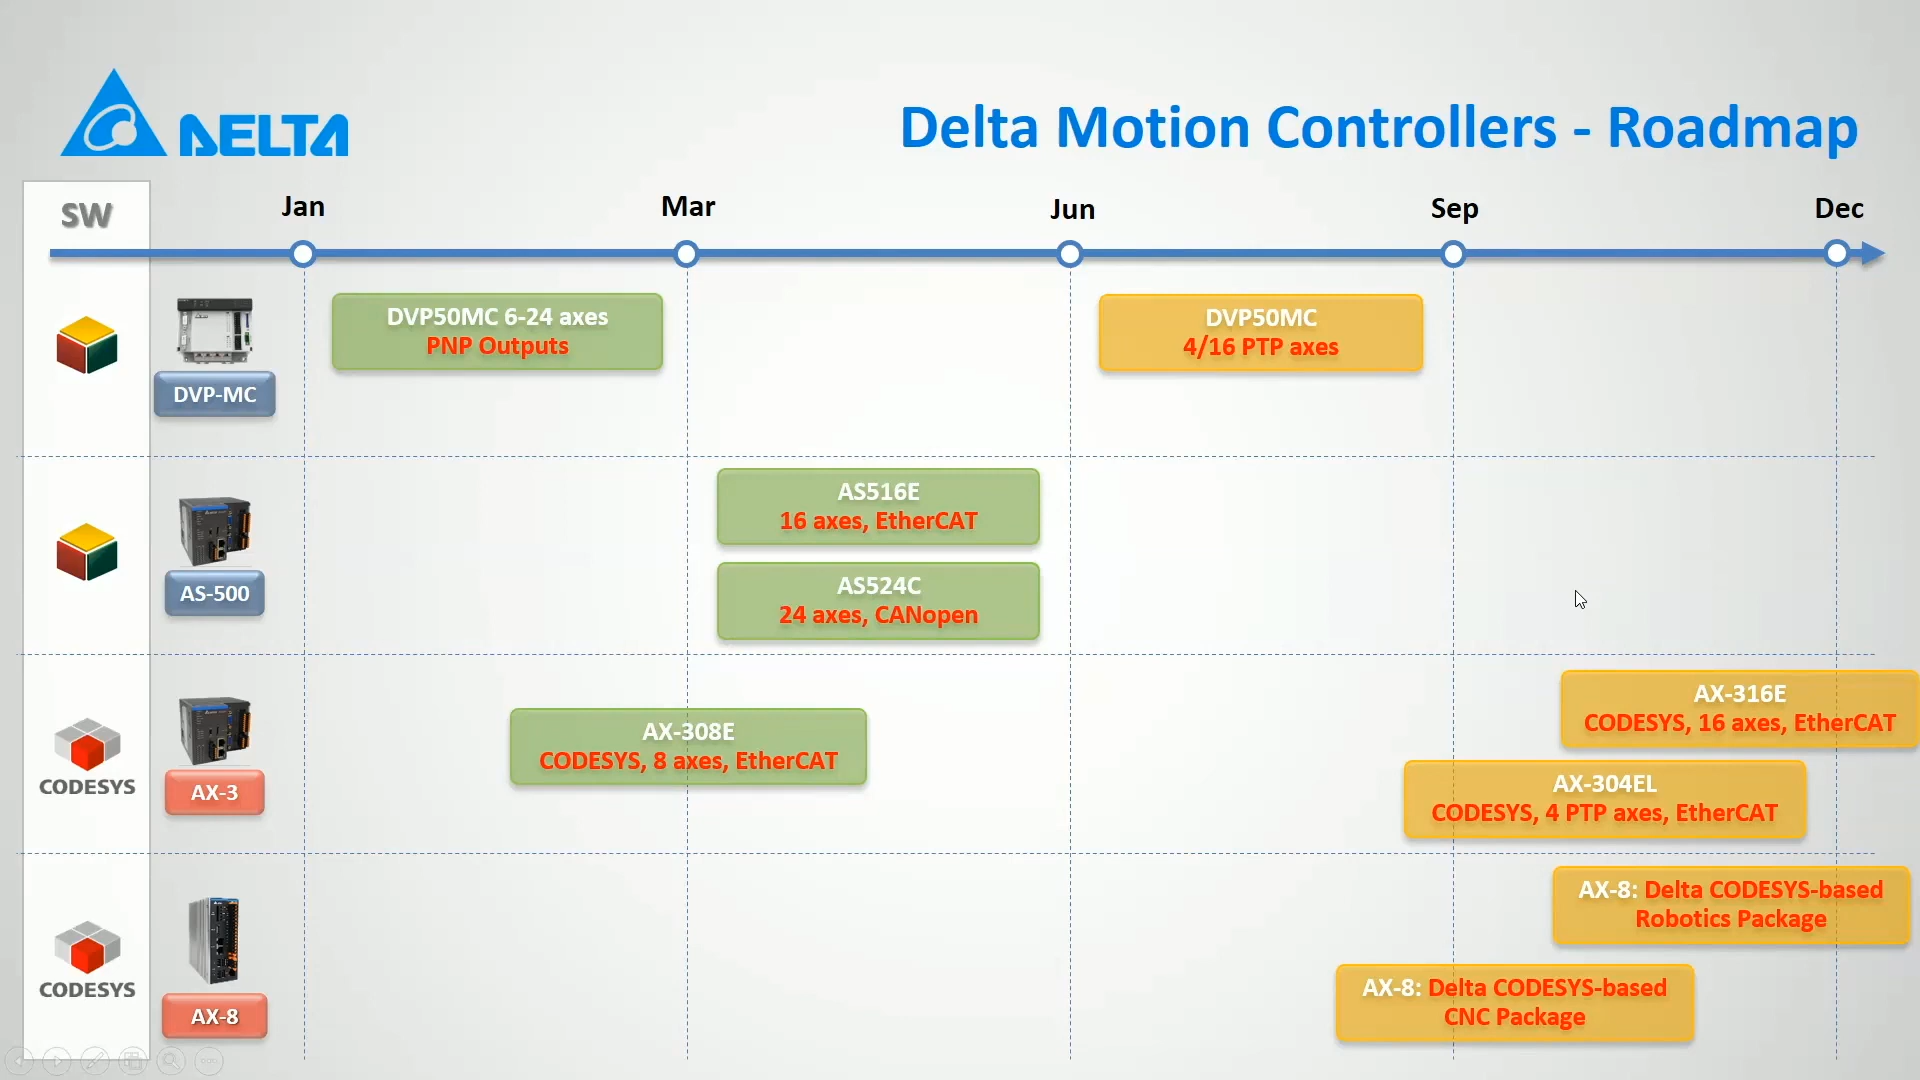 DELTA
Delta Motion Controllers - Roadmap
SW
Jan
Mar
Jun
Sep
Dec
DVP-MC
DVP50MC 6-24 axes
PNP Outputs
DVP50MC
4/16 PTP axes
AS-500
AS516E
16 axes, EtherCAT
AS524C
24 axes, CANopen
CODESYS
AX-3
AX-308E
CODESYS, 8 axes, EtherCAT
AX-316E
CODESYS, 16 axes, EtherCAT
AX-304EL
CODESYS, 4 PTP axes, EtherCAT
CODESYS
AX-8
AX-8: Delta CODESYS-based
Robotics Package
AX-8: Delta CODESYS-based
CNC Package